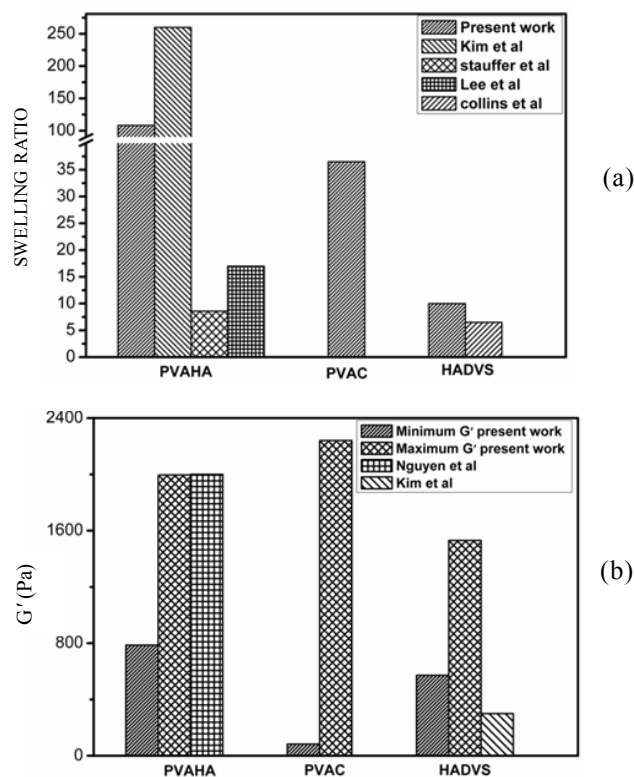 250
200
150
100
35
30
25
20
15
10
5
0
SWELLING RATIO
Present work
Kim et al
stauffer et al
Lee et al
collins et al
PVAHA PVAC HADVS
(a)
2400
1600
800
0
G′ (Pa)
Minimum G′ present work
Maximum G′ present work
Nguyen et al
Kim et al
PVAHA PVAC HADVS
(b)